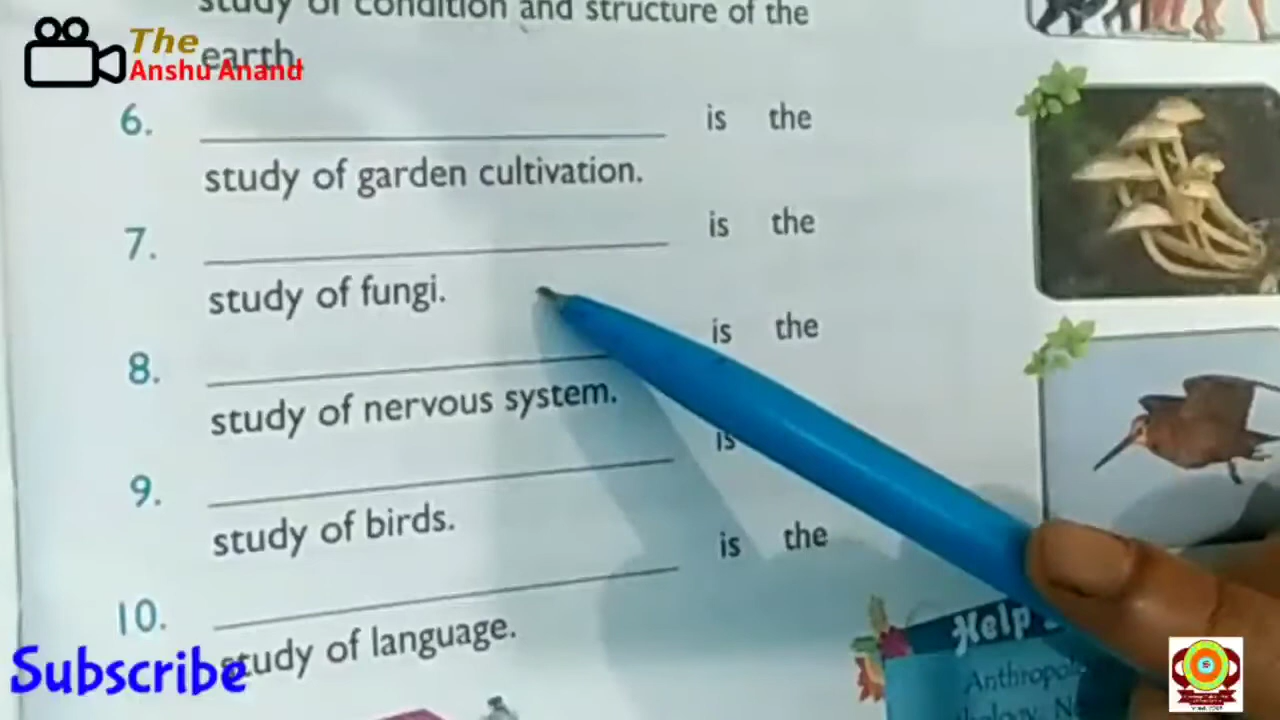 study of condition and structure of the
The
earth.
Anshu Anand
6. is the
study of garden cultivation.
7. is the
study of fungi.
8. is the
study of nervous system.
9. is
study of birds.
10. is the
study of language.
Subscribe
Help